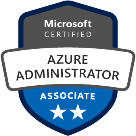 Microsoft
CERTIFIED
AZURE
ADMINISTRATOR
ASSOCIATE